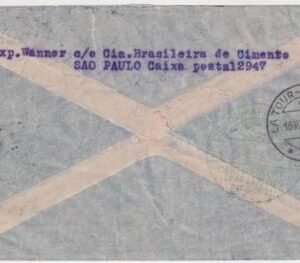 xp.Wanner c/o Cia.Brasileira de Cimento
SAO PAULO Caixa postal2947
LA TOUR-